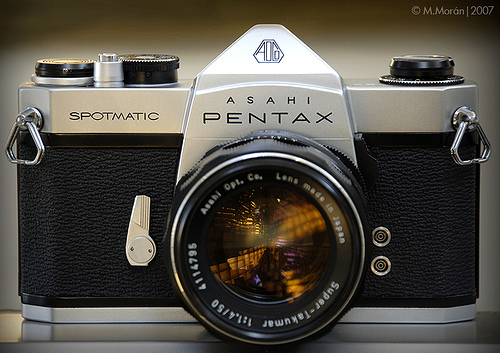 © M.Morán | 2007
AOC
ASAHI
PENTAX
SPOTMATIC
Asahi Opt. Co. Lens made in Japan
Super-Takumar 1:1.4/50 4114795